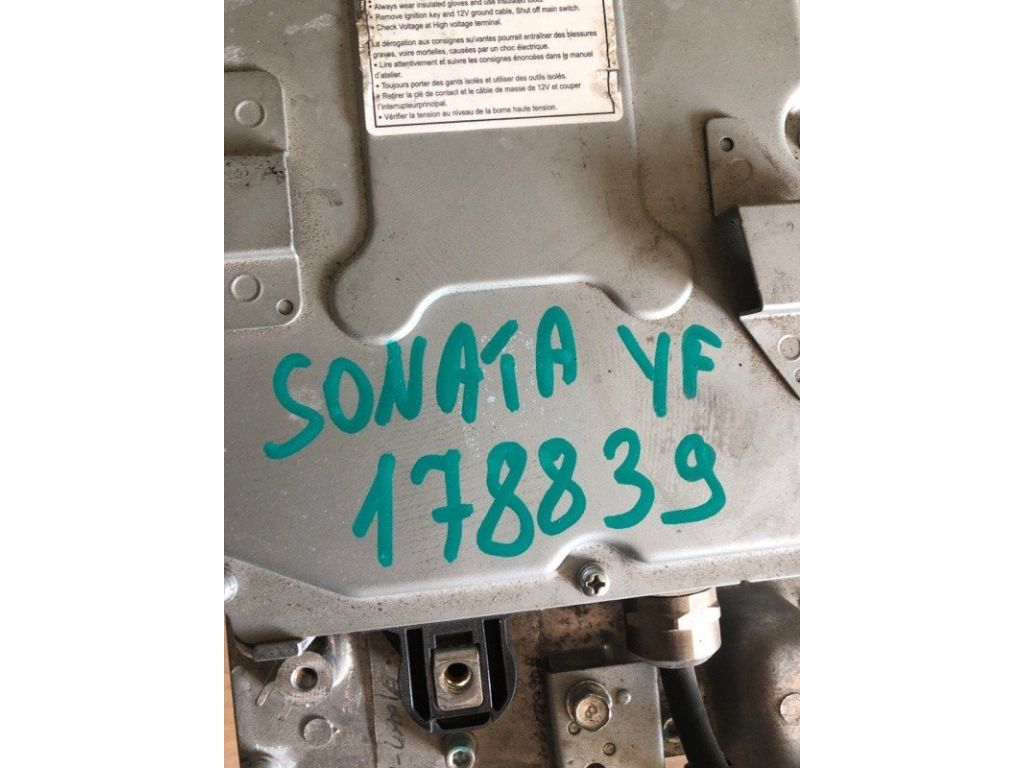 • Always wear insulated gloves and use insulated tools.
• Remove ignition key and 12V ground cable, Shut off main switch.
• Check Voltage at High voltage terminal.
La dérogation aux consignes suivantes pourrait entraîner des blessures
graves, voire mortelles, causées par un choc électrique.
• Lire attentivement et suivre les consignes énoncées dans le manuel
d'atelier.
• Toujours porter des gants isolés et utiliser des outils isolés.
• Retirer la clé de contact et le câble de masse de 12V et couper
l'interrupteurprincipal.
• Vérifier la tension au niveau de la borne haute tension.
SONATA YF
178839
8